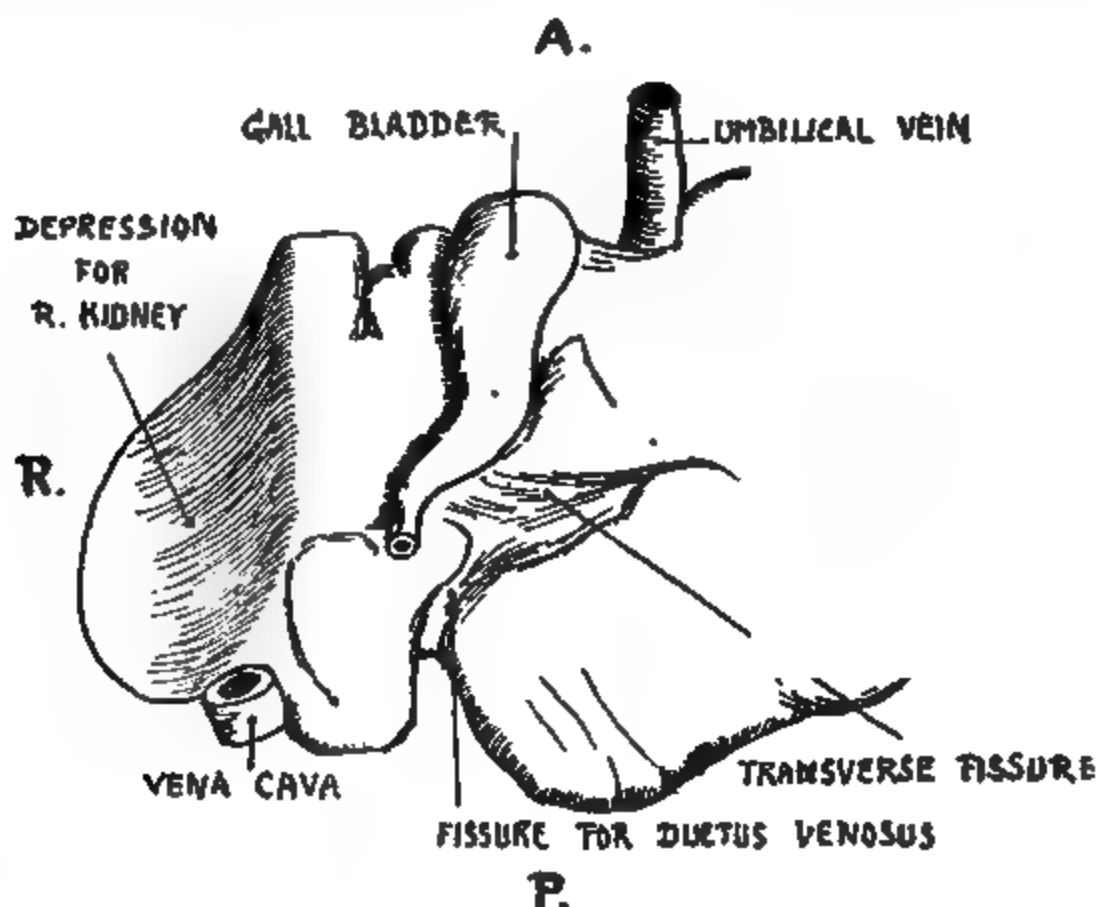 A.
GALL BLADDER
UMBILICAL VEIN
DEPRESSION
FOR
R. KIDNEY
R.
TRANSVERSE FISSURE
VENA CAVA
FISSURE FOR DUCTUS VENOSUS
P.